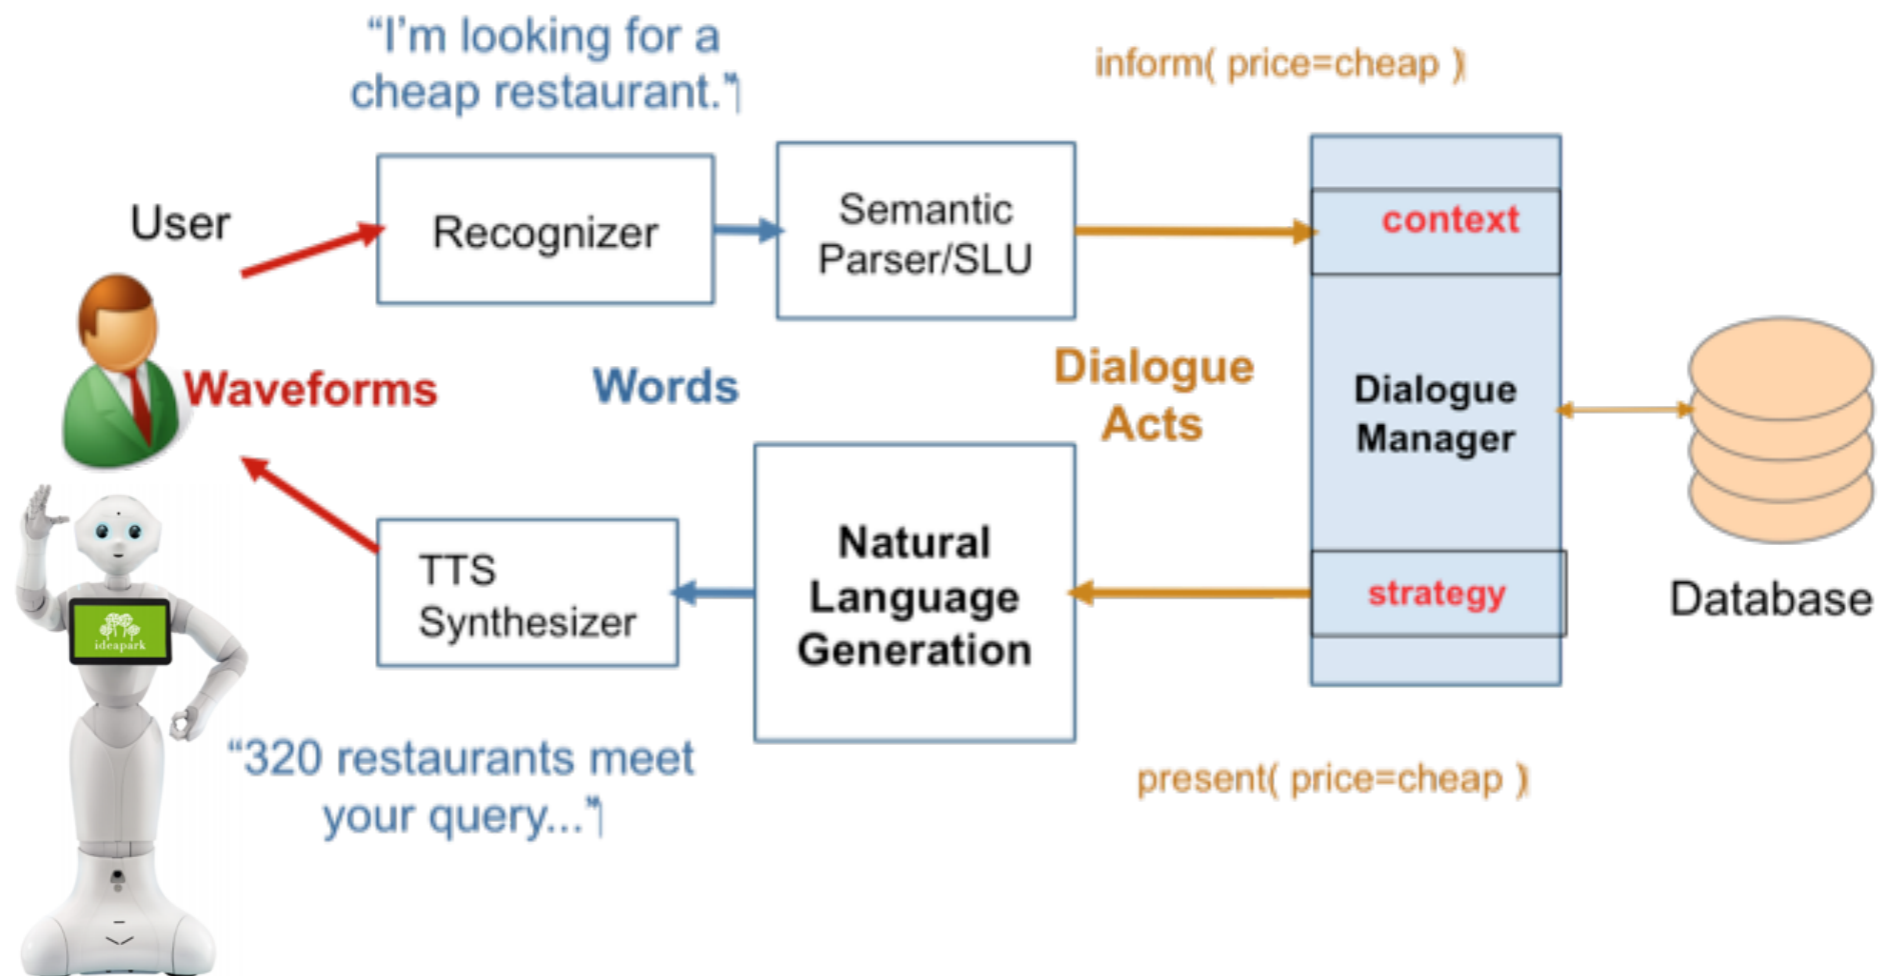 “I’m looking for a
cheap restaurant.”
inform( price=cheap )
User
Recognizer
Semantic
Parser/SLU
context
Waveforms
Words
Dialogue
Acts
Dialogue
Manager
TTS
Synthesizer
Natural
Language
Generation
strategy
Database
ideapark
“320 restaurants meet
your query...”
present( price=cheap )